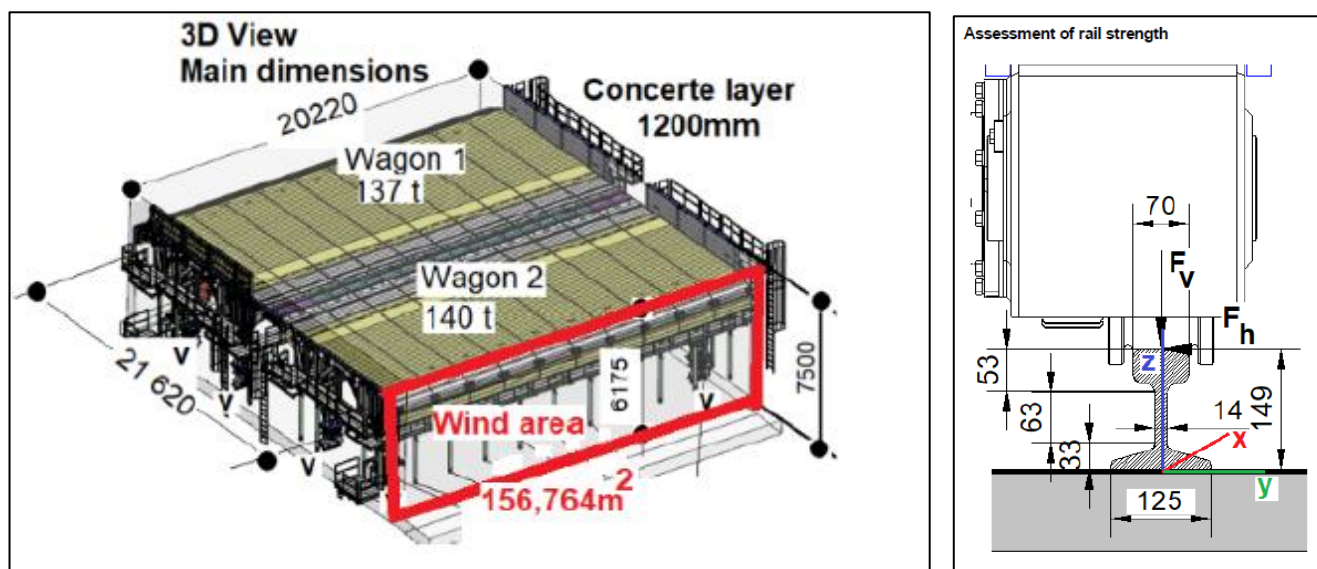 3D View
Main dimensions
20220
Concerte layer
1200mm
Wagon 1
137 t
Wagon 2
140 t
21 620
v
v
v
v
6175
7500
Wind area
156,764m²
Assessment of rail strength
70
Fv
Fh
z
53
63
33
14
149
x
y
125